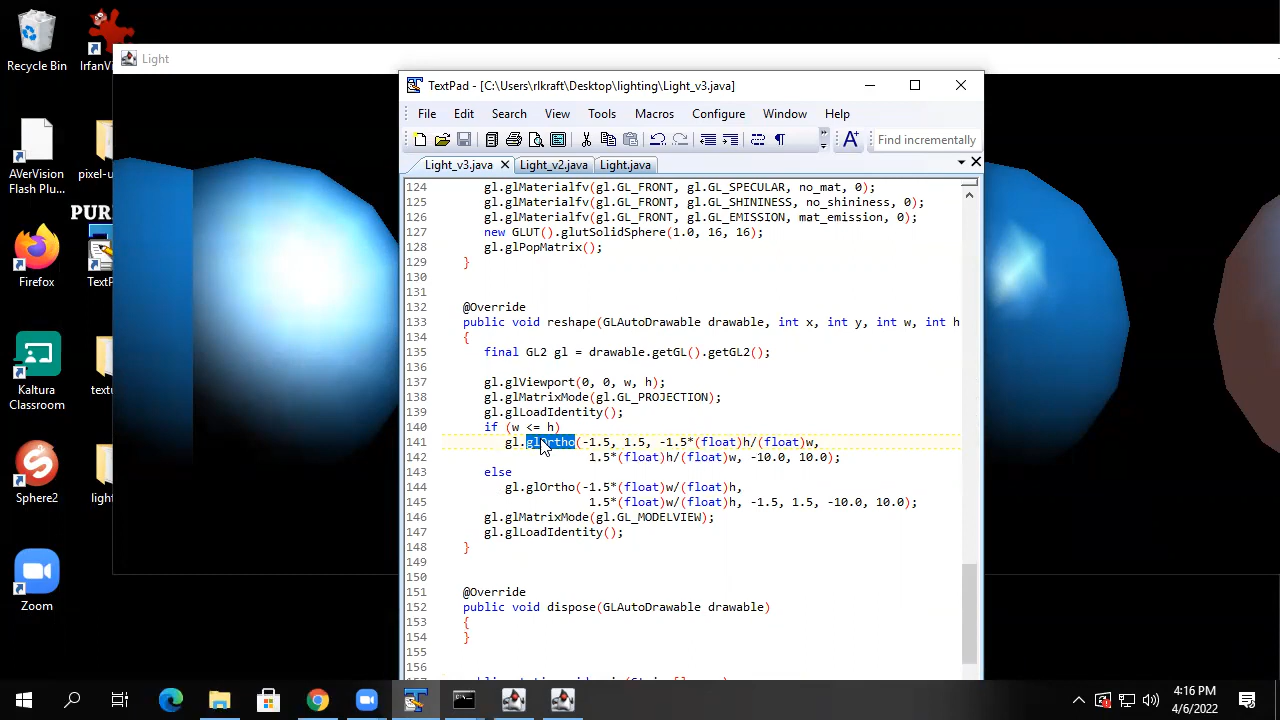 Recycle Bin
IrfanV
AVerVision
Flash Plu...
pixel-u
PURI
Firefox
TextP
Kaltura
Classroom
textu
Sphere2
light
Zoom
Light
TextPad - [C:\Users\rlkraft\Desktop\lighting\Light_v3.java]
File Edit Search View Tools Macros Configure Window Help
Find incrementally
Light_v3.java Light_v2.java Light.java
124 gl.glMaterialfv(gl.GL_FRONT, gl.GL_SPECULAR, no_mat, 0);
125 gl.glMaterialfv(gl.GL_FRONT, gl.GL_SHININESS, no_shininess, 0);
126 gl.glMaterialfv(gl.GL_FRONT, gl.GL_EMISSION, mat_emission, 0);
127 new GLUT().glutSolidSphere(1.0, 16, 16);
128 gl.glPopMatrix();
129 }
130
131
132 @Override
133 public void reshape(GLAutoDrawable drawable, int x, int y, int w, int h
134 {
135 final GL2 gl = drawable.getGL().getGL2();
136
137 gl.glViewport(0, 0, w, h);
138 gl.glMatrixMode(gl.GL_PROJECTION);
139 gl.glLoadIdentity();
140 if (w <= h)
141 gl.glOrtho(-1.5, 1.5, -1.5*(float)h/(float)w,
142 1.5*(float)h/(float)w, -10.0, 10.0);
143 else
144 gl.glOrtho(-1.5*(float)w/(float)h,
145 1.5*(float)w/(float)h, -1.5, 1.5, -10.0, 10.0);
146 gl.glMatrixMode(gl.GL_MODELVIEW);
147 gl.glLoadIdentity();
148 }
149
150
151 @Override
152 public void dispose(GLAutoDrawable drawable)
153 {
154 }
155
156
4:16 PM
4/6/2022